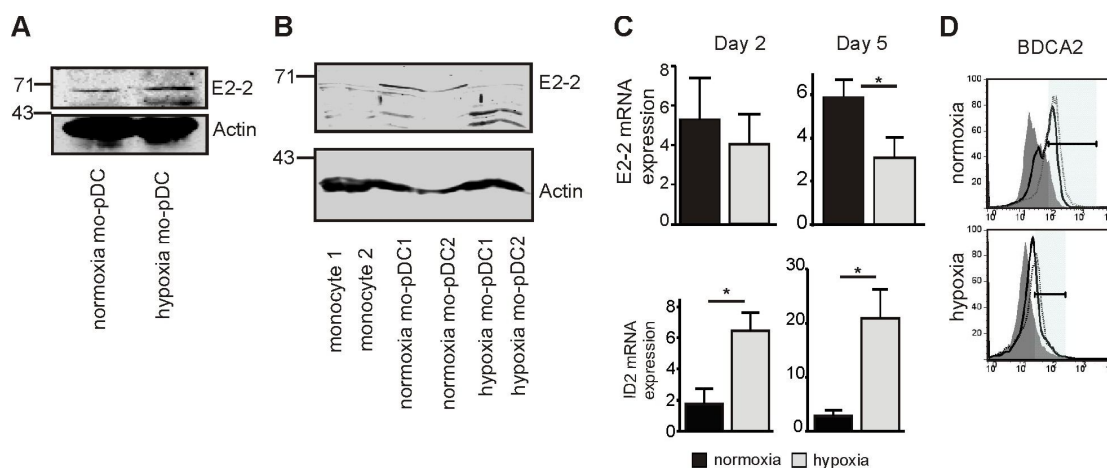 A
71
43
E2-2
Actin
normoxia mo-pDC
hypoxia mo-pDC
B
71
E2-2
43
Actin
monocyte 1
monocyte 2
normoxia mo-pDC1
normoxia mo-pDC2
hypoxia mo-pDC1
hypoxia mo-pDC2
C
Day 2
Day 5
E2-2 mRNA
expression
8
6
4
2
0
6
4
2
0
*
ID2 mRNA
expression
8
6
4
2
0
*
30
20
10
0
*
normoxia
hypoxia
D
BDCA2
normoxia
100
80
60
40
20
0
hypoxia
100
80
60
40
20
0